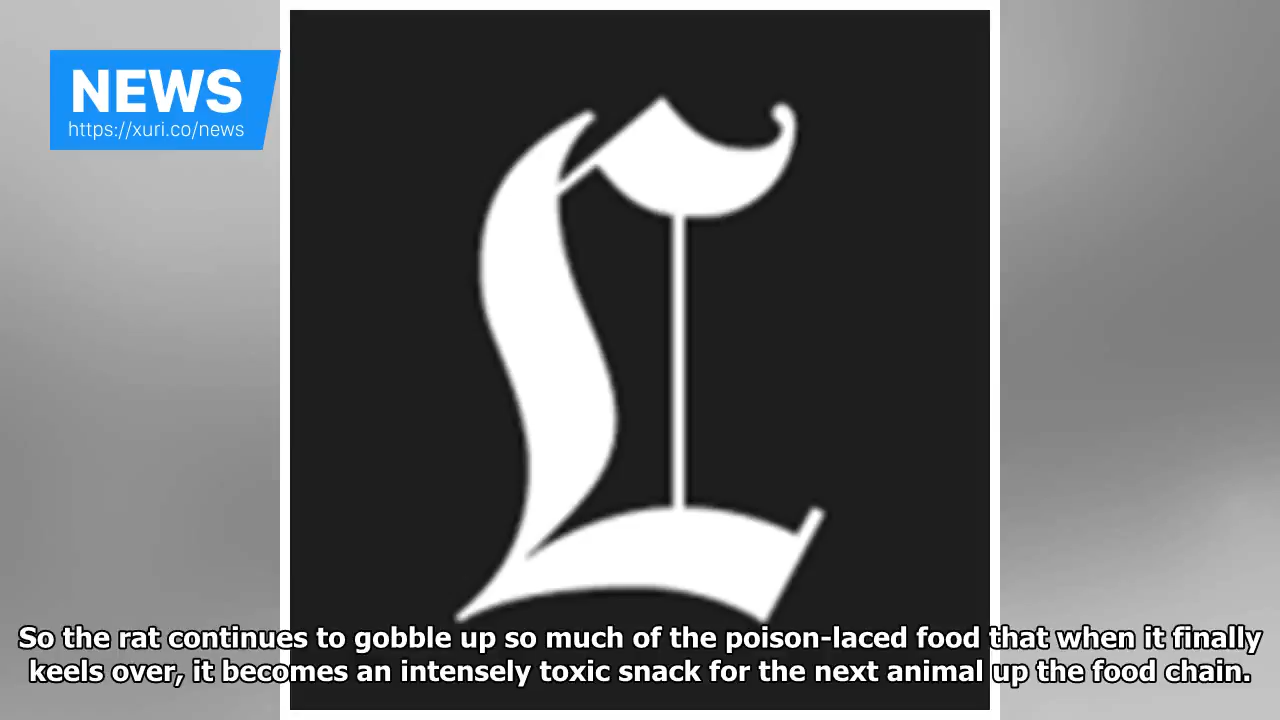 NEWS
https://xuri.co/news
L
So the rat continues to gobble up so much of the poison-laced food that when it finally
keels over, it becomes an intensely toxic snack for the next animal up the food chain.